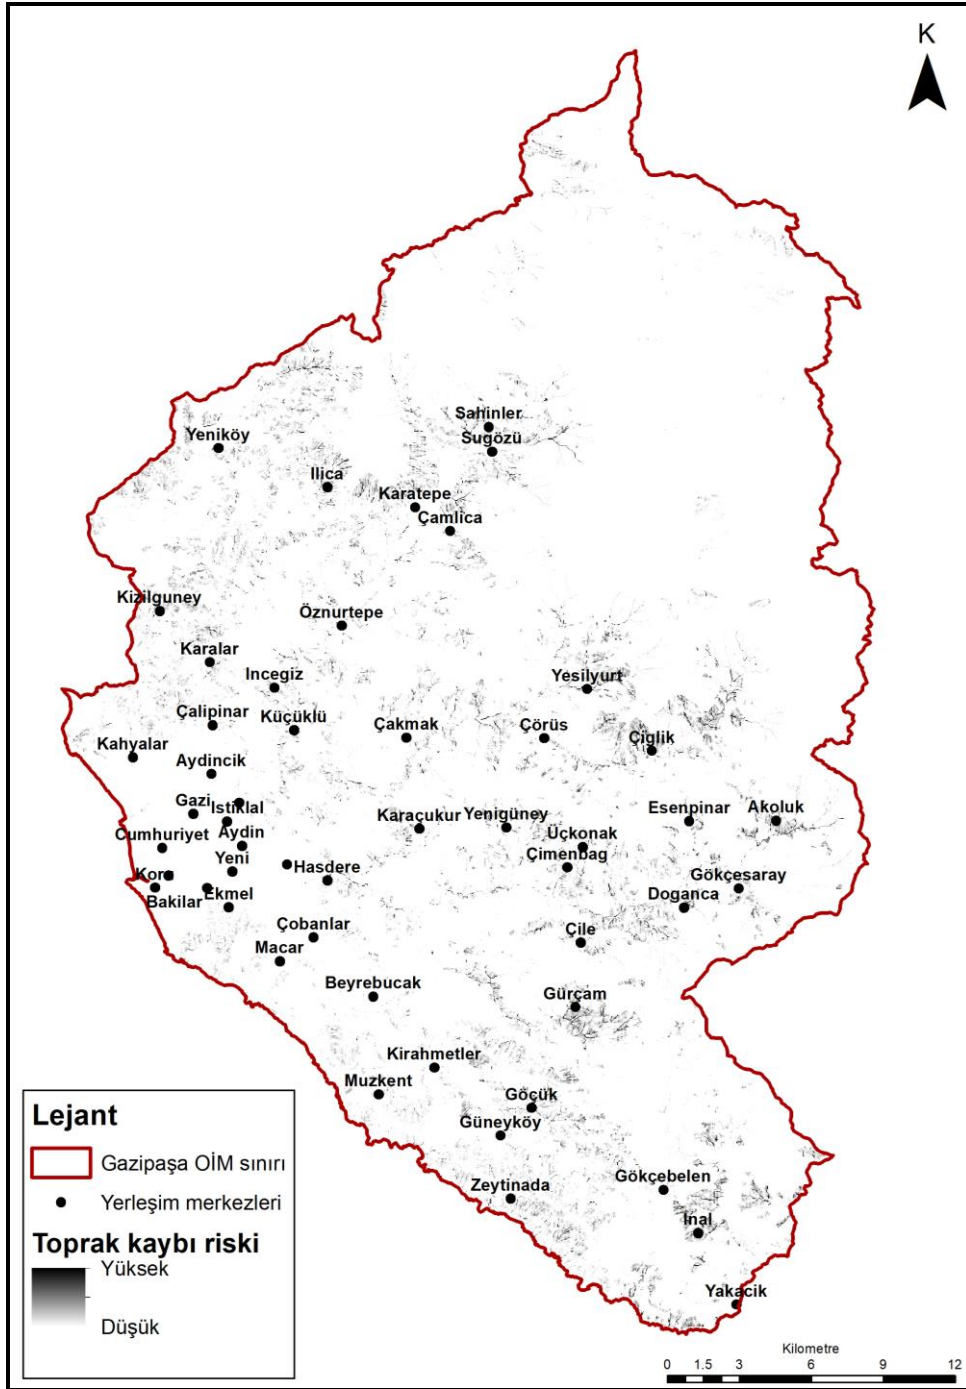 K
Sahinler
Sugözü
Yeniköy
Ilica
Karatepe
Çamlica
Kizilguney
Öznurtepe
Karalar
Incegiz
Yesilyurt
Çalipinar
Küçüklü
Çakmak
Çörüs
Çiglik
Kahyalar
Aydincik
Gazi
Istiklal
Karaçukur
Yenigüney
Esenpinar
Akoluk
Cumhuriyet
Aydin
Üçkonak
Yeni
Hasdere
Çimenbag
Koru
Gökçesaray
Bakilar
Ekmel
Doganca
Çobanlar
Çile
Macar
Beyrebucak
Gürçam
Kirahmetler
Muzkent
Göçük
Güneyköy
Zeytinada
Gökçebelen
Inal
Yakacik
Lejant
Gazipaşa OİM sınırı
Yerleşim merkezleri
Toprak kaybı riski
Yüksek
Düşük
Kilometre
0 1.5 3 6 9 12